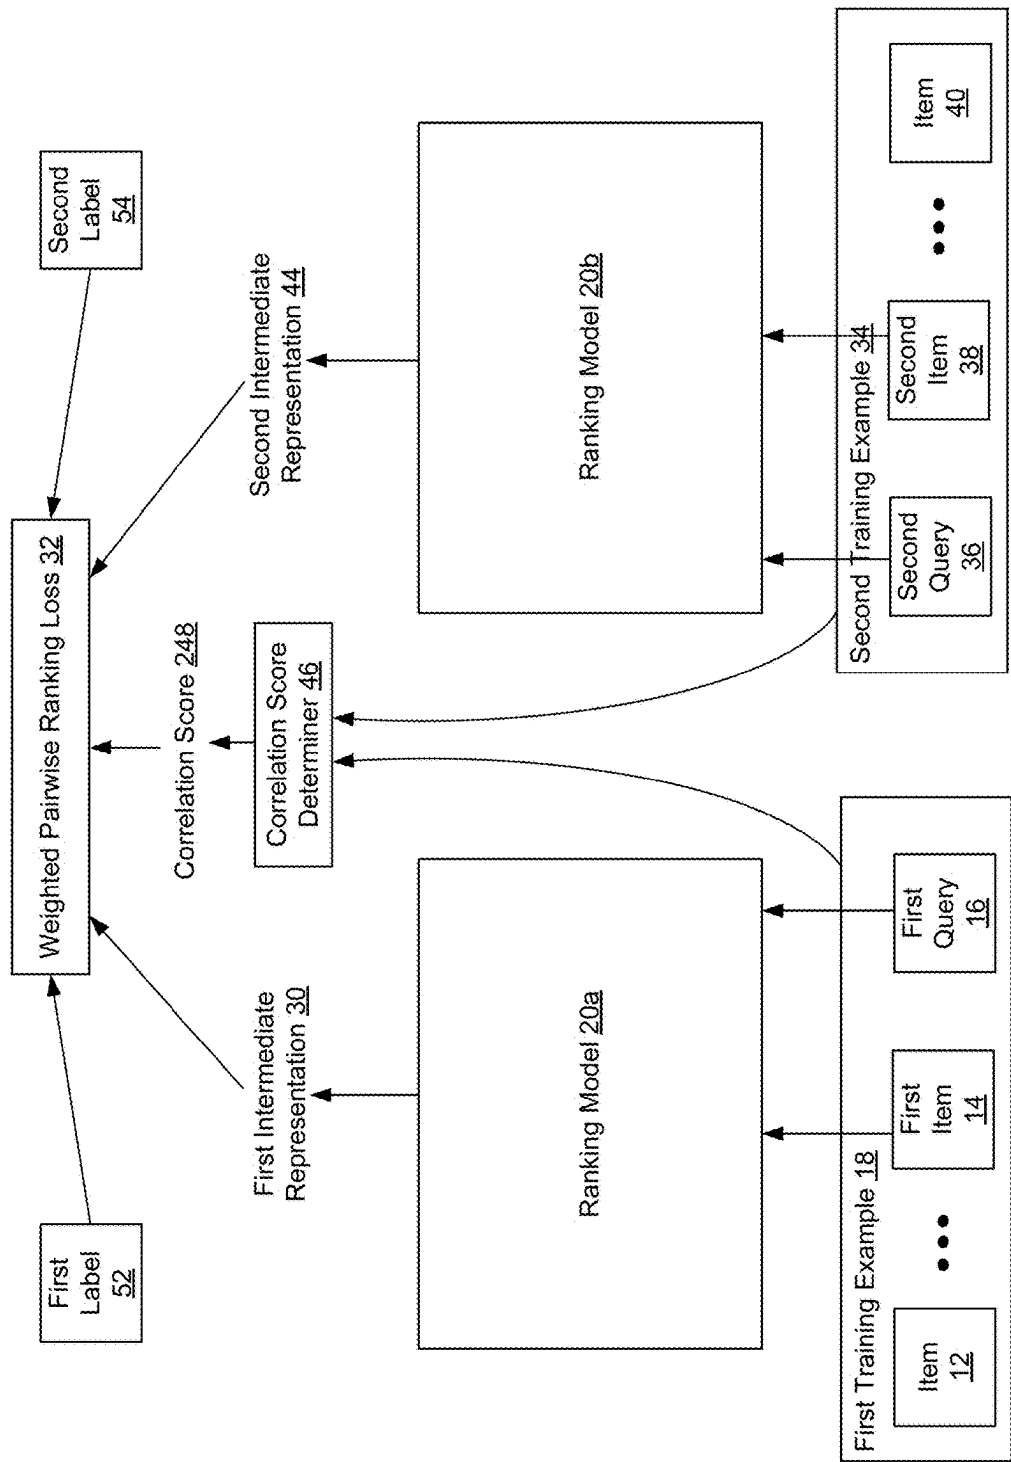 Weighted Pairwise Ranking Loss 32
First
Label
52
Second
Label
54
Correlation Score 248
First Intermediate
Representation 30
Correlation Score
Determiner 46
Second Intermediate
Representation 44
Ranking Model 20a
Ranking Model 20b
First Training Example 18
Item
12
First
Item
14
First
Query
16
Second Training Example 34
Second
Query
36
Second
Item
38
Item
40